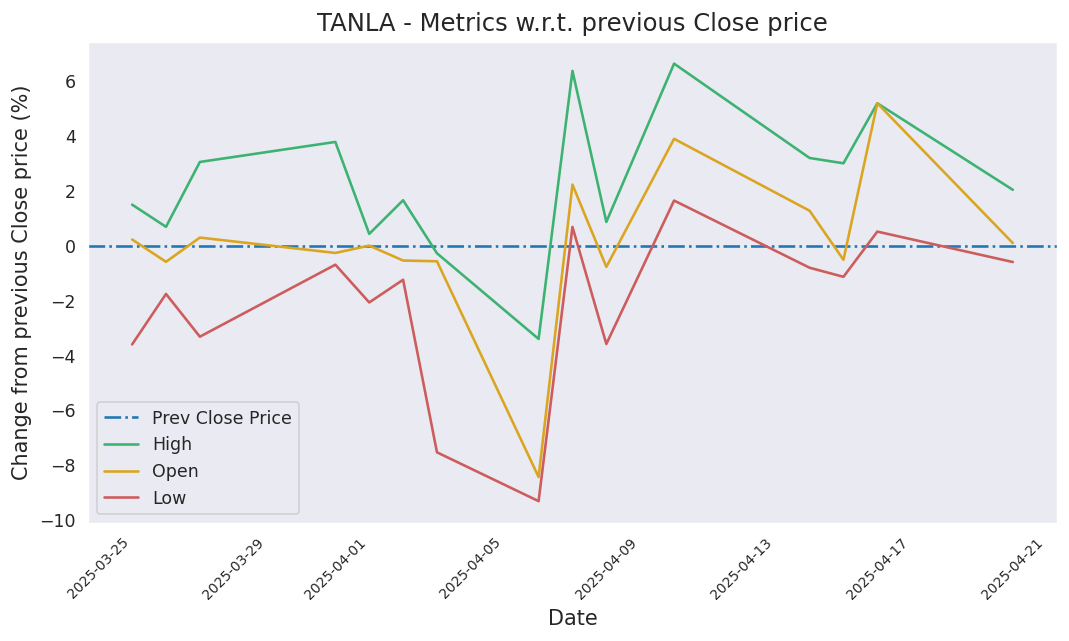 TANLA - Metrics w.r.t. previous Close price
Change from previous Close price (%)
6
4
2
0
−2
−4
−6
−8
−10
Prev Close Price
High
Open
Low
2025-03-25
2025-03-29
2025-04-01
2025-04-05
2025-04-09
2025-04-13
2025-04-17
2025-04-21
Date